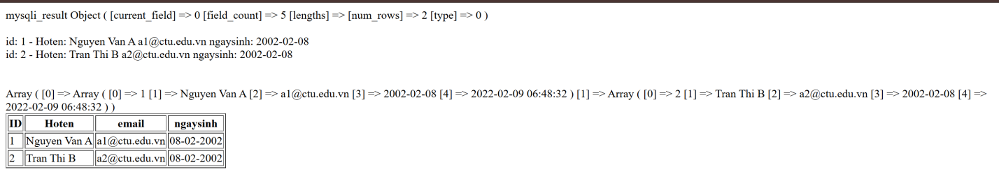 mysqli_result Object ( [current_field] => 0 [field_count] => 5 [lengths] => [num_rows] => 2 [type] => 0 )
id: 1 - Hoten: Nguyen Van A a1@ctu.edu.vn ngaysinh: 2002-02-08
id: 2 - Hoten: Tran Thi B a2@ctu.edu.vn ngaysinh: 2002-02-08
Array ( [0] => Array ( [0] => 1 [1] => Nguyen Van A [2] => a1@ctu.edu.vn [3] => 2002-02-08 [4] => 2022-02-09 06:48:32 ) [1] => Array ( [0] => 2 [1] => Tran Thi B [2] => a2@ctu.edu.vn [3] => 2002-02-08 [4] =>
2022-02-09 06:48:32 ) )
ID Hoten email ngaysinh
1 Nguyen Van A a1@ctu.edu.vn 08-02-2002
2 Tran Thi B a2@ctu.edu.vn 08-02-2002